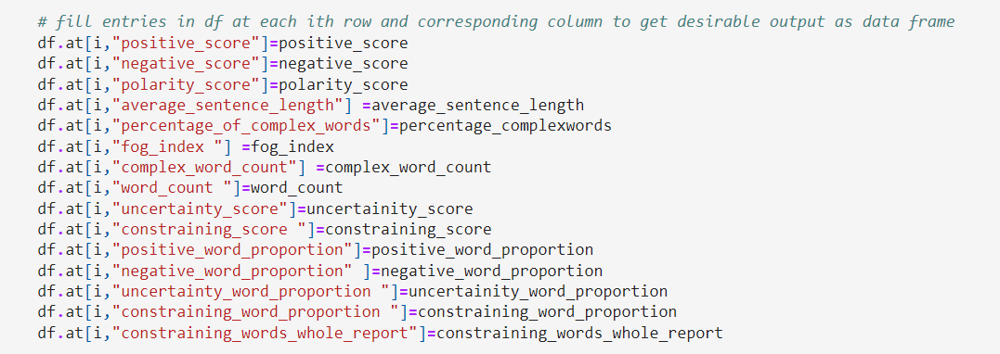 # fill entries in df at each ith row and corresponding column to get desirable output as data frame
df.at[i,"positive_score"]=positive_score
df.at[i,"negative_score"]=negative_score
df.at[i,"polarity_score"]=polarity_score
df.at[i,"average_sentence_length"] =average_sentence_length
df.at[i,"percentage_of_complex_words"]=percentage_complexwords
df.at[i,"fog_index "] =fog_index
df.at[i,"complex_word_count"] =complex_word_count
df.at[i,"word_count "]=word_count
df.at[i,"uncertainty_score"]=uncertainity_score
df.at[i,"constraining_score "]=constraining_score
df.at[i,"positive_word_proportion"]=positive_word_proportion
df.at[i,"negative_word_proportion" ]=negative_word_proportion
df.at[i,"uncertainty_word_proportion "]=uncertainity_word_proportion
df.at[i,"constraining_word_proportion "]=constraining_word_proportion
df.at[i,"constraining_words_whole_report"]=constraining_words_whole_report